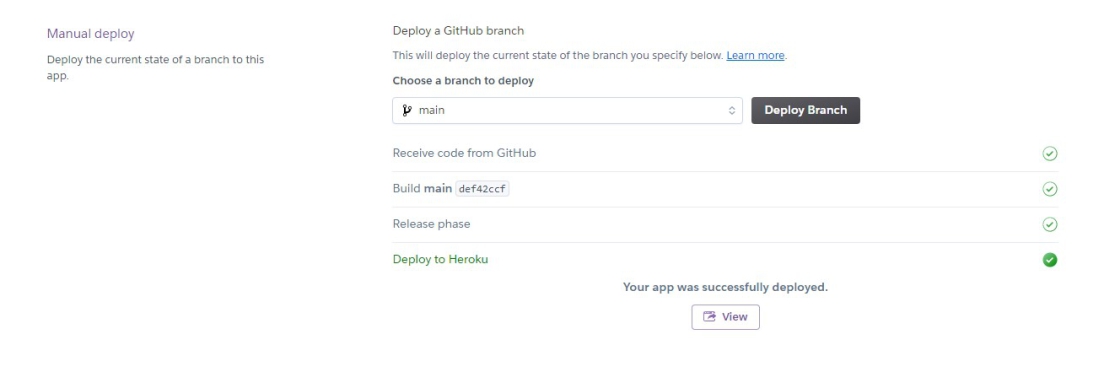 Manual deploy
Deploy the current state of a branch to this
app.
Deploy a GitHub branch
This will deploy the current state of the branch you specify below. Learn more.
Choose a branch to deploy
main
Deploy Branch
Receive code from GitHub
Build main def42ccf
Release phase
Deploy to Heroku
Your app was successfully deployed.
View